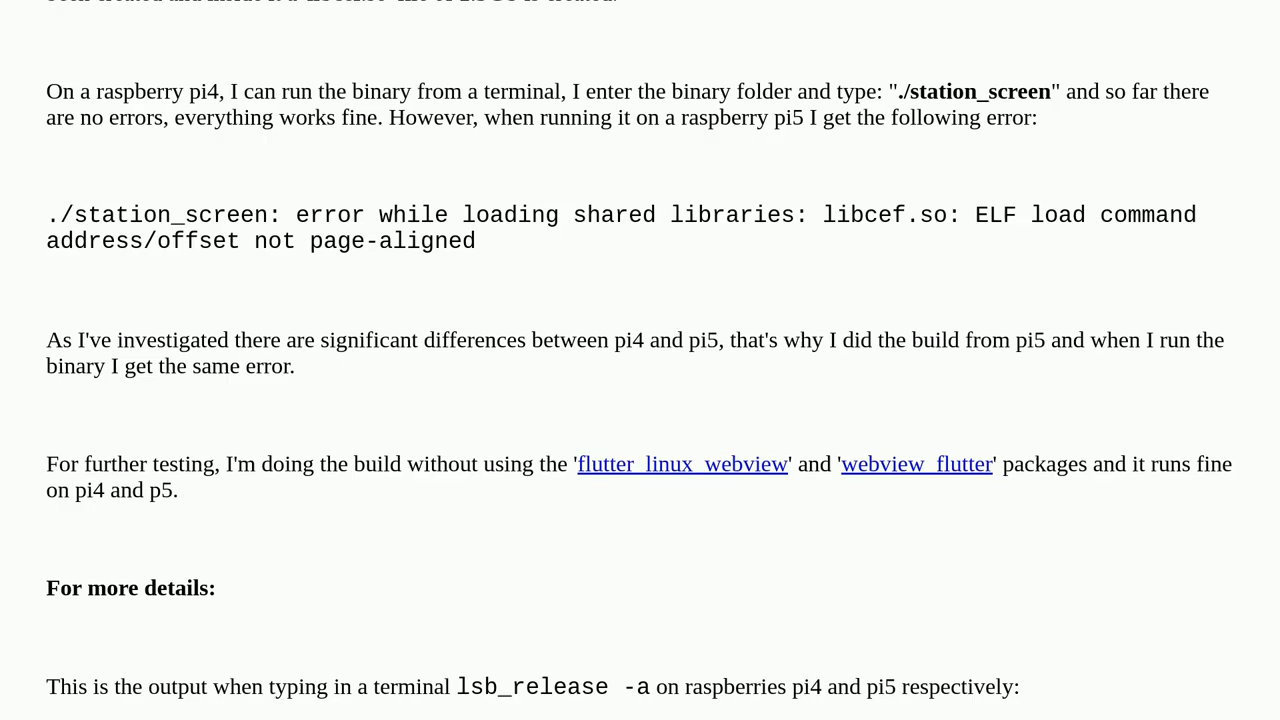 On a raspberry pi4, I can run the binary from a terminal, I enter the binary folder and type: "./station_screen" and so far there
are no errors, everything works fine. However, when running it on a raspberry pi5 I get the following error:
./station_screen: error while loading shared libraries: libcef.so: ELF load command
address/offset not page-aligned
As I've investigated there are significant differences between pi4 and pi5, that's why I did the build from pi5 and when I run the
binary I get the same error.
For further testing, I'm doing the build without using the 'flutter_linux_webview' and 'webview_flutter' packages and it runs fine
on pi4 and p5.
For more details:
This is the output when typing in a terminal lsb_release -a on raspberries pi4 and pi5 respectively: